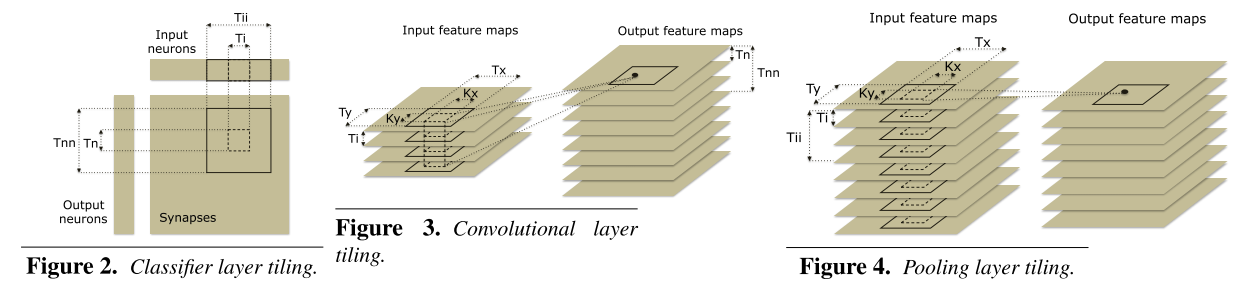 Tii
Input
neurons
Ti
Tnn
Tn
Output
neurons
Synapses
Figure 2. Classifier layer tiling.
Input feature maps
Output feature maps
Tn
Tnn
Tx
Kx
Ty
Ky
Ti
Figure 3. Convolutional layer
tiling.
Input feature maps
Output feature maps
Tx
Kx
Ty
Ky
Ti
Tii
Figure 4. Pooling layer tiling.